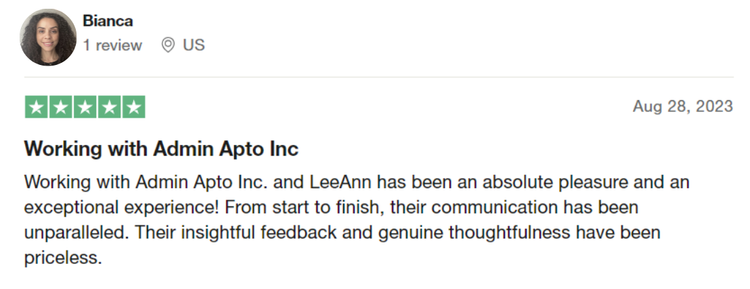 Bianca
1 review US
Aug 28, 2023
Working with Admin Apto Inc
Working with Admin Apto Inc. and LeeAnn has been an absolute pleasure and an
exceptional experience! From start to finish, their communication has been
unparalleled. Their insightful feedback and genuine thoughtfulness have been
priceless.